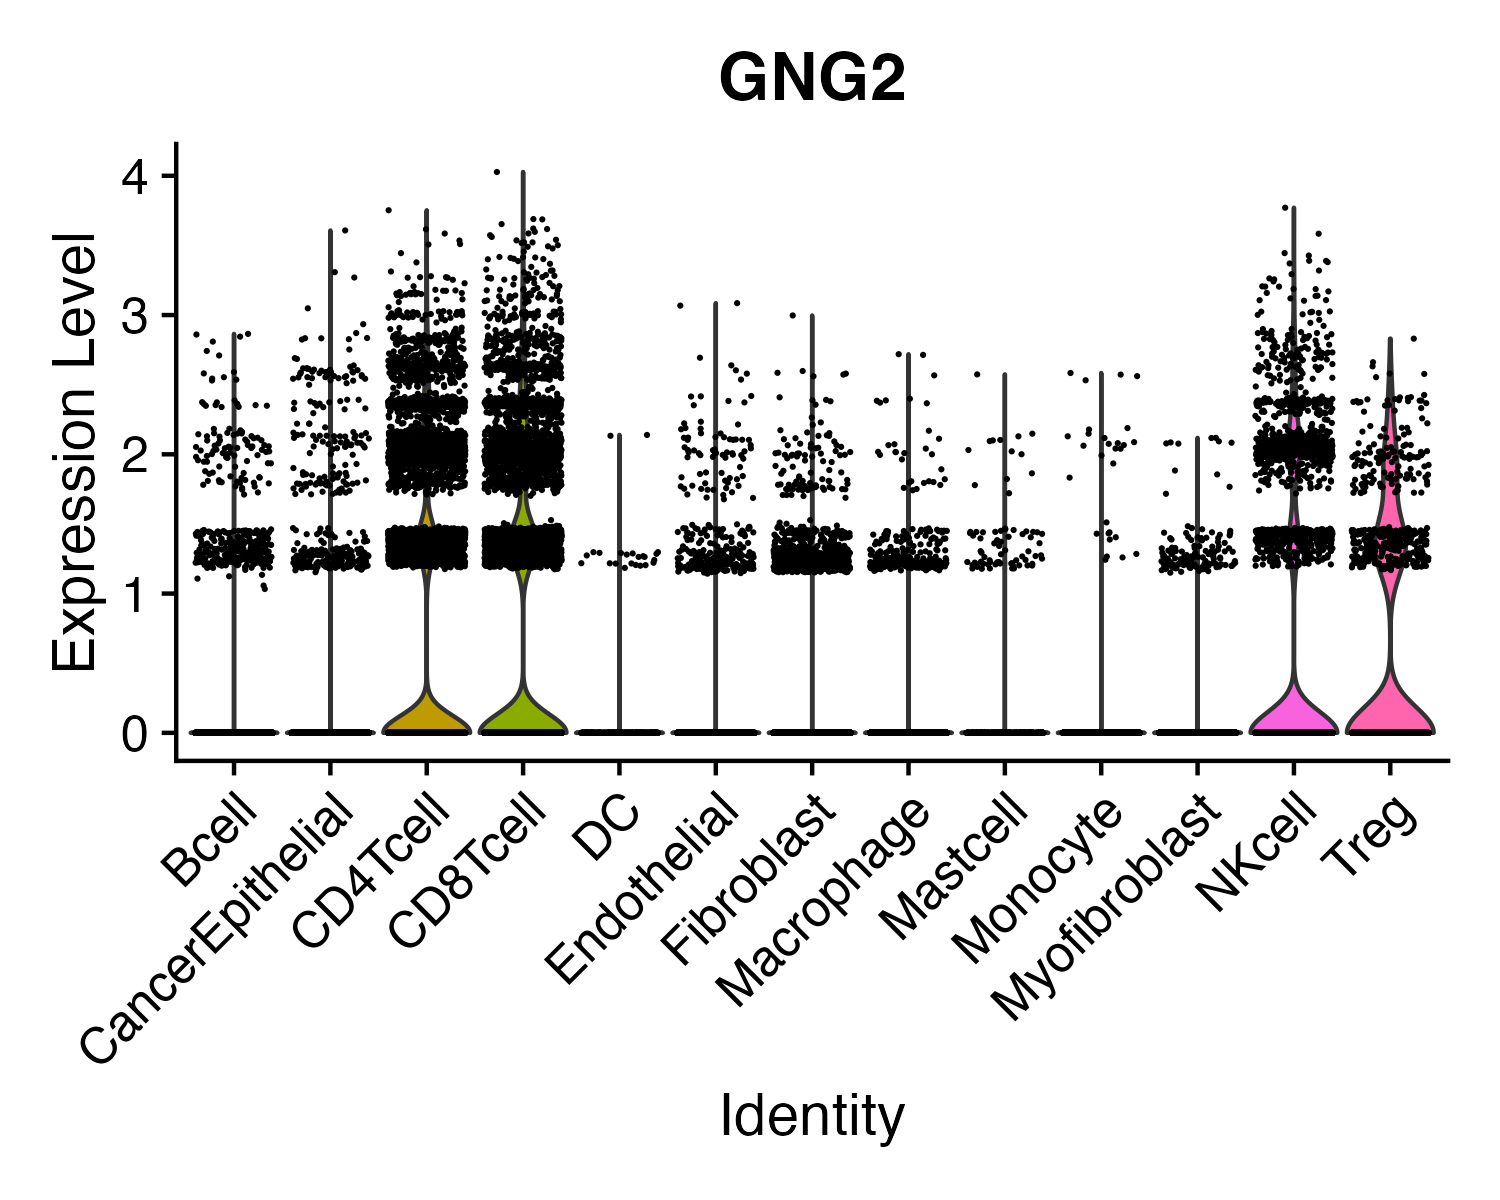 GNG2
Expression Level
4
3
2
1
0
Bcell
CancerEpithelial
CD4Tcell
CD8Tcell
DC
Endothelial
Fibroblast
Macrophage
Mastcell
Monocyte
Myofibroblast
NKcell
Treg
Identity